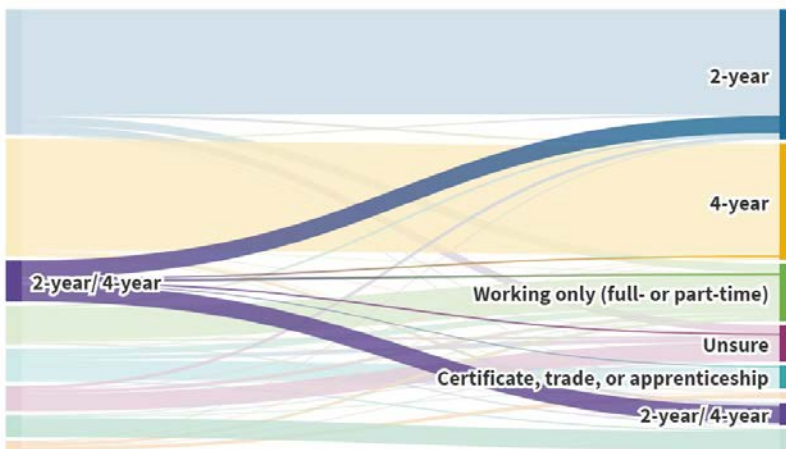 2-year
4-year
2-year/ 4-year
Working only (full- or part-time)
Unsure
Certificate, trade, or apprenticeship
2-year/ 4-year